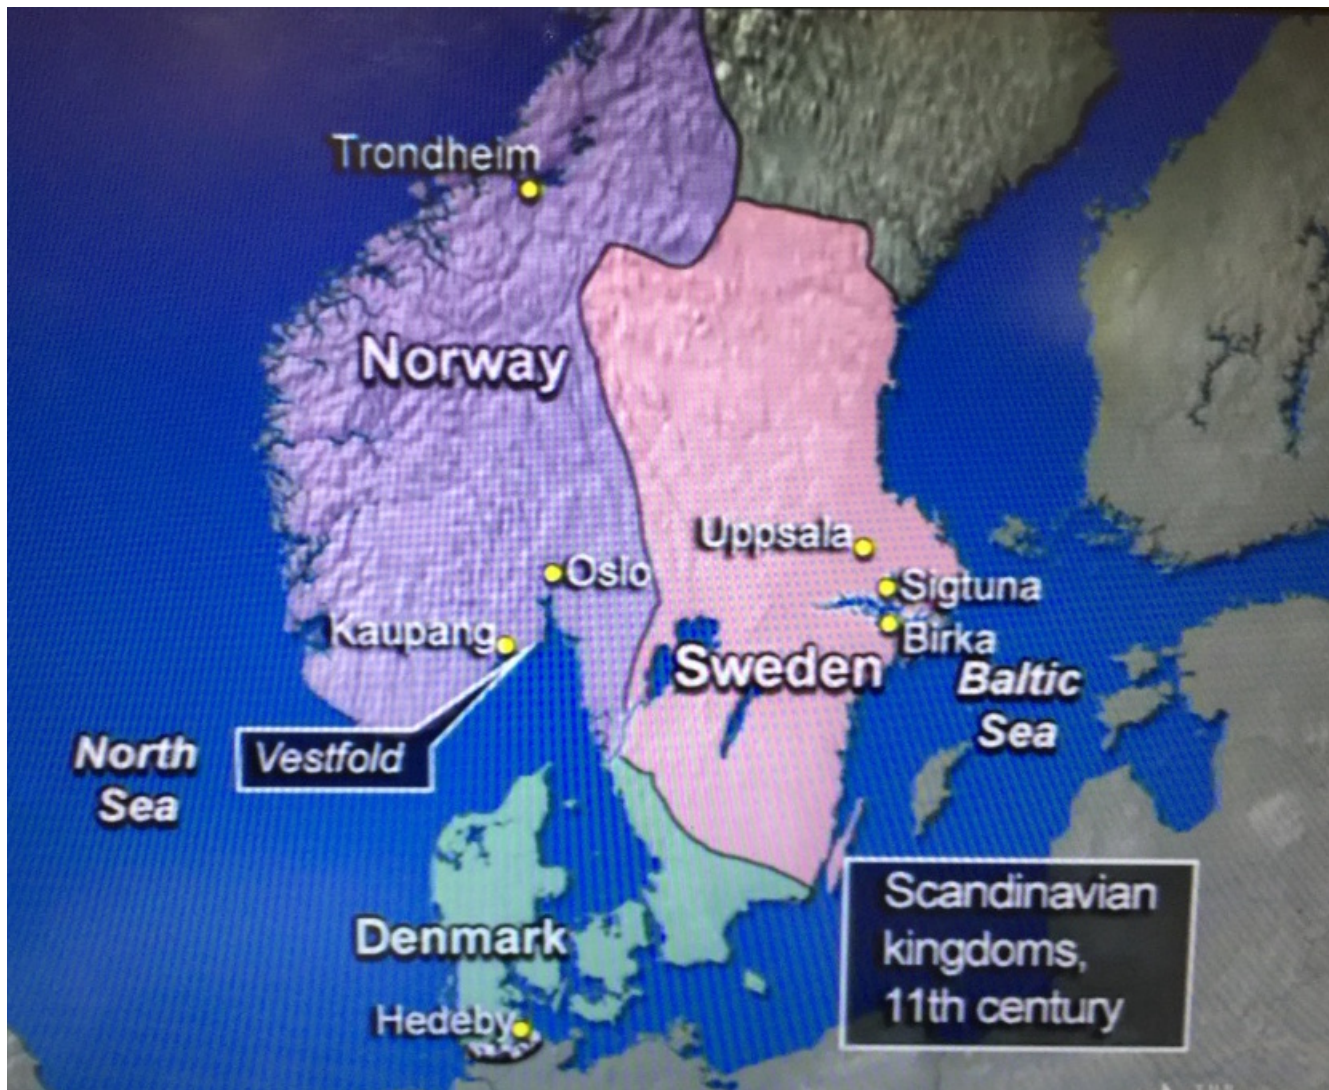 Trondheim
Norway
Uppsala
Oslo
Sigtuna
Kaupang
Birka
Sweden
Baltic
Sea
North
Sea
Vestfold
Scandinavian
kingdoms,
11th century
Denmark
Hedeby